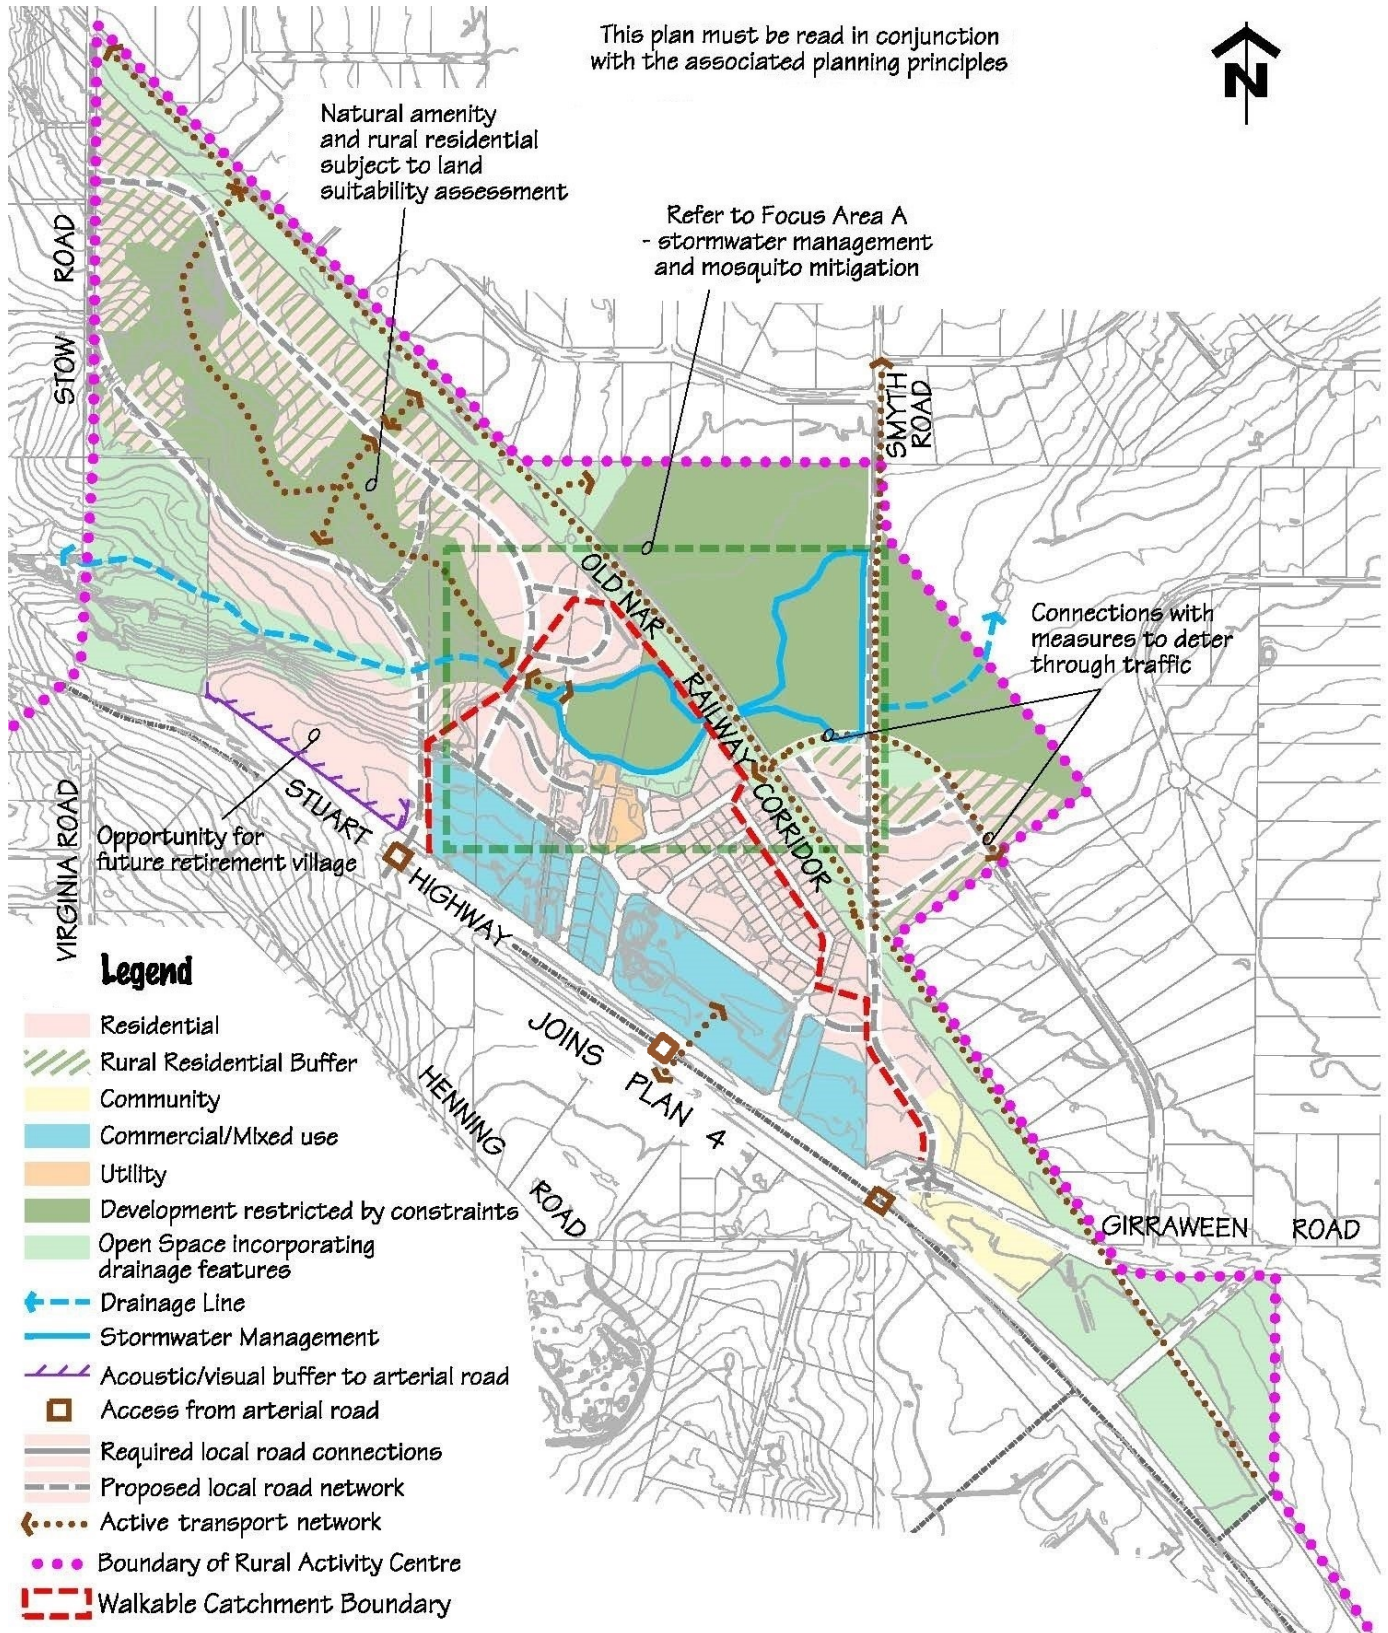 This plan must be read in conjunction
with the associated planning principles
N
Natural amenity
and rural residential
subject to land
suitability assessment
Refer to Focus Area A
- stormwater management
and mosquito mitigation
STOW ROAD
SMYTH
ROAD
OLD NAR RAILWAY CORRIDOR
Connections with
measures to deter
through traffic
Opportunity for
future retirement village
STUART HIGHWAY
VIRGINIA ROAD
JOINS PLAN 4
HENNING ROAD
GIRRAWEEN ROAD
Legend
Residential
Rural Residential Buffer
Community
Commercial/Mixed use
Utility
Development restricted by constraints
Open Space incorporating
drainage features
Drainage Line
Stormwater Management
Acoustic/visual buffer to arterial road
Access from arterial road
Required local road connections
Proposed local road network
Active transport network
Boundary of Rural Activity Centre
Walkable Catchment Boundary